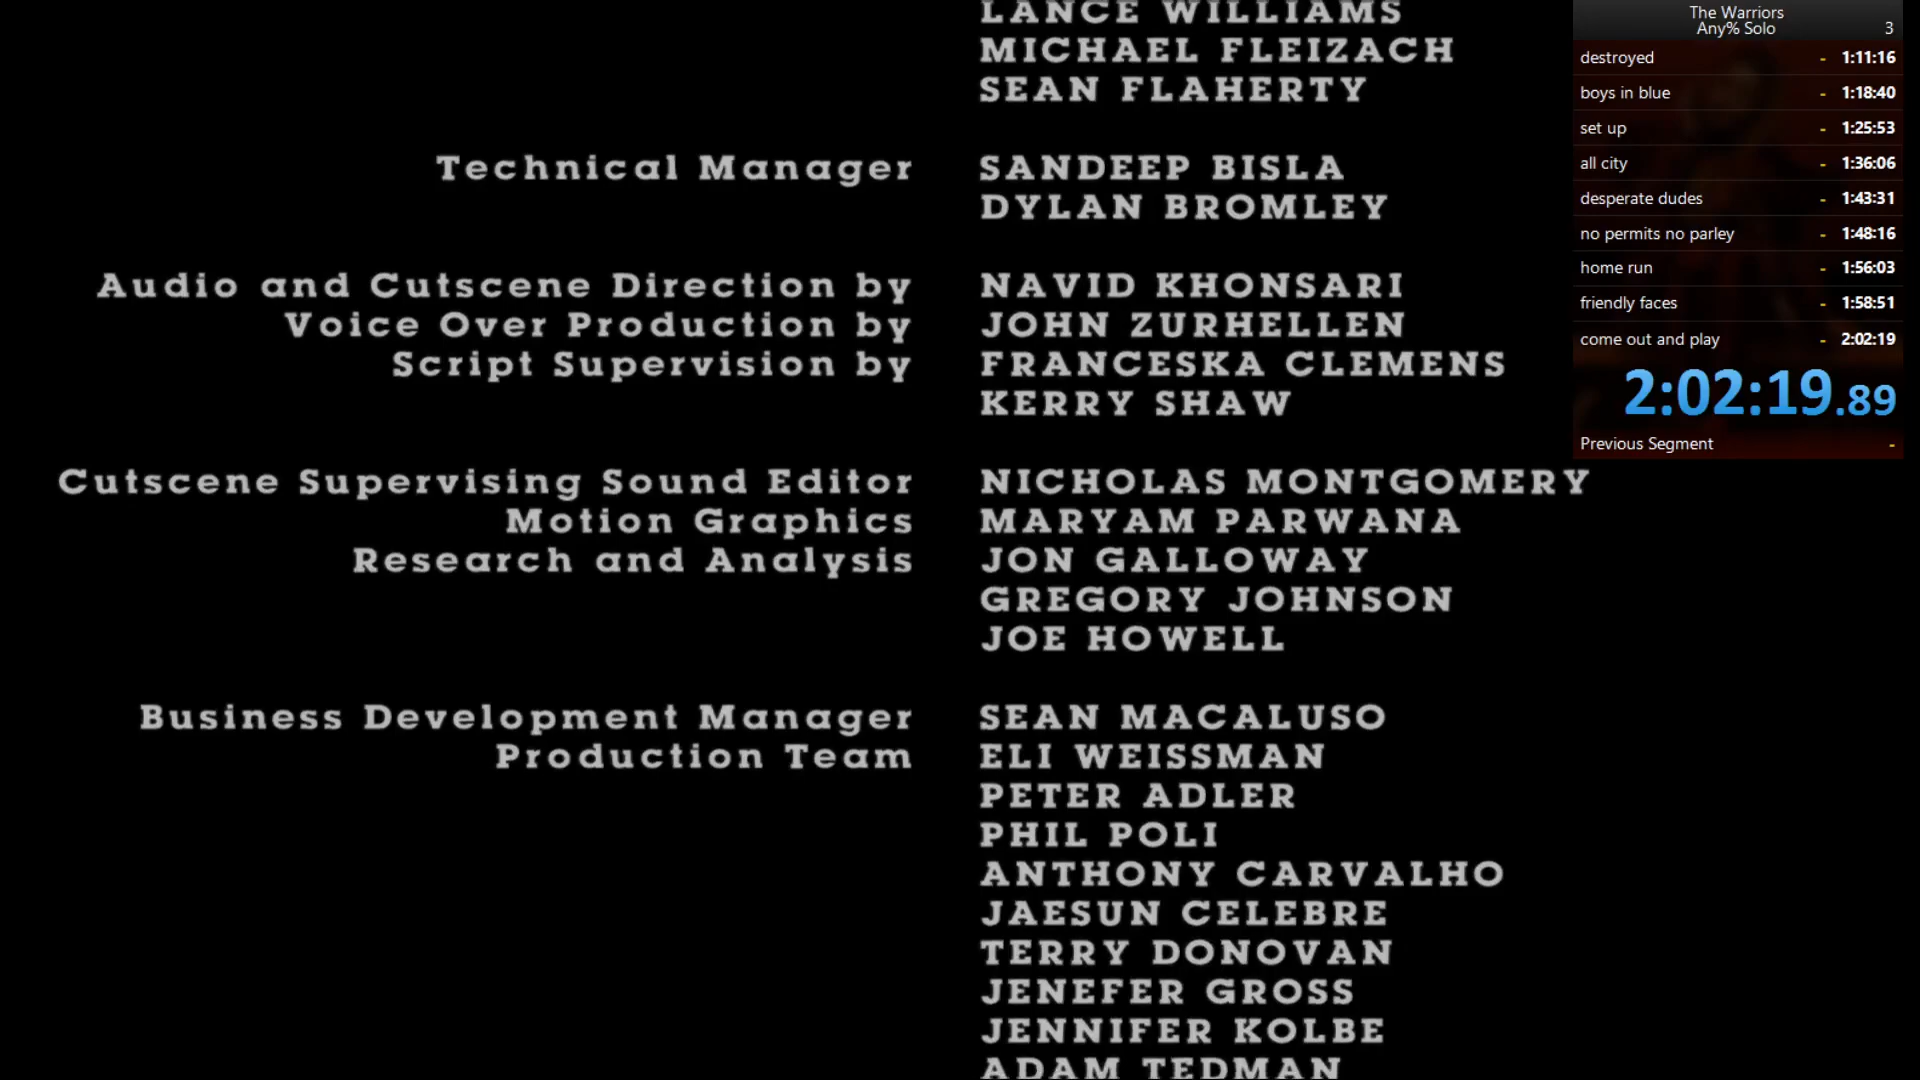 LANCE WILLIAMS
MICHAEL FLEIZACH
SEAN FLAHERTY
Technical Manager SANDEEP BISLA
DYLAN BROMLEY
Audio and Cutscene Direction by NAVID KHONSARI
Voice Over Production by JOHN ZURHELLEN
Script Supervision by FRANCESKA CLEMENS
KERRY SHAW
Cutscene Supervising Sound Editor NICHOLAS MONTGOMERY
Motion Graphics MARYAM PARWANA
Research and Analysis JON GALLOWAY
GREGORY JOHNSON
JOE HOWELL
Business Development Manager SEAN MACALUSO
Production Team ELI WEISSMAN
PETER ADLER
PHIL POLI
ANTHONY CARVALHO
JAESUN CELEBRE
TERRY DONOVAN
JENEFER GROSS
JENNIFER KOLBE
ADAM TEDMAN
The Warriors
Any% Solo 3
destroyed - 1:11:16
boys in blue - 1:18:40
set up - 1:25:53
all city - 1:36:06
desperate dudes - 1:43:31
no permits no parley - 1:48:16
home run - 1:56:03
friendly faces - 1:58:51
come out and play - 2:02:19
2:02:19.89
Previous Segment -